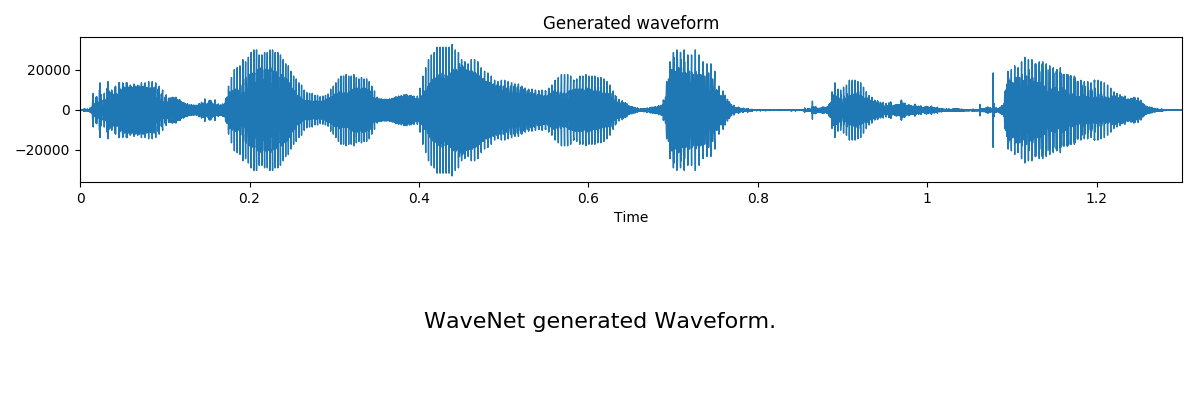 Generated waveform
20000
0
−20000
0 0.2 0.4 0.6 0.8 1 1.2
Time
WaveNet generated Waveform.